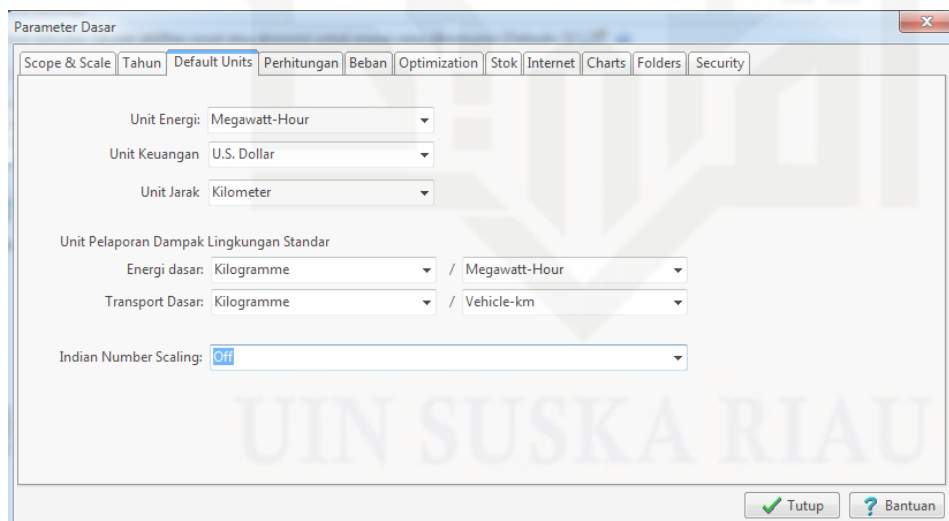 Parameter Dasar
Scope & Scale Tahun Default Units Perhitungan Beban Optimization Stok Internet Charts Folders Security
Unit Energi: Megawatt-Hour
Unit Keuangan U.S. Dollar
Unit Jarak Kilometer
Unit Pelaporan Dampak Lingkungan Standar
Energi dasar: Kilogramme / Megawatt-Hour
Transport Dasar: Kilogramme / Vehicle-km
Indian Number Scaling: Off
UIN SUSKA RIAU
Tutup ? Bantuan